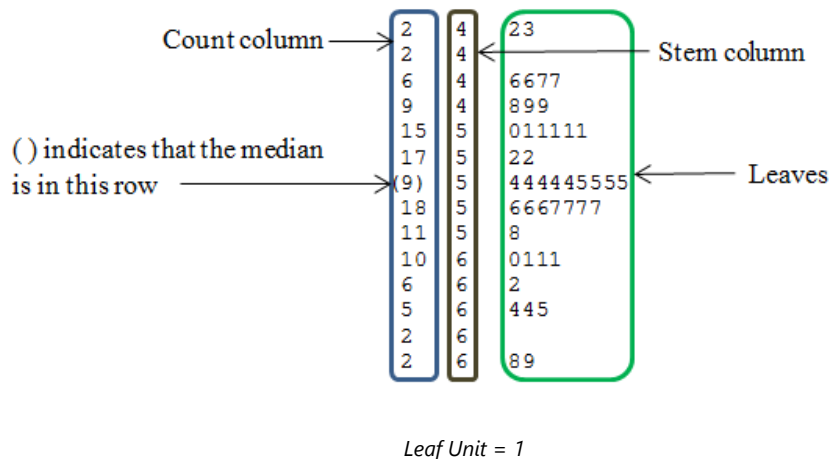 Count column
Stem column
( ) indicates that the median
is in this row
Leaves
2 4 23
2 4
6 4 6677
9 4 899
15 5 011111
17 5 22
(9) 5 444445555
18 5 6667777
11 5 8
10 6 0111
6 6 2
5 6 445
2 6
2 6 89
Leaf Unit = 1